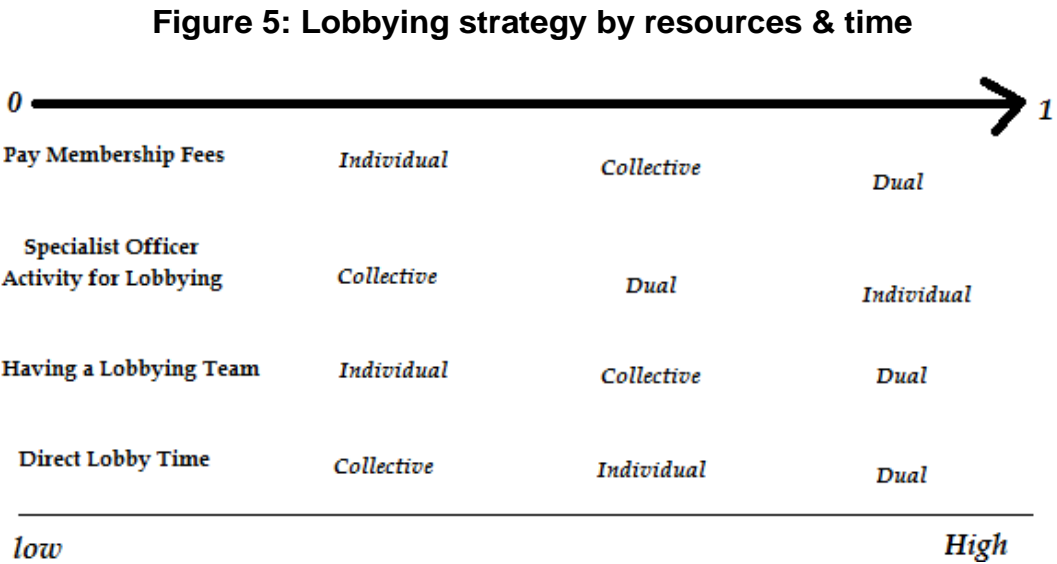 Figure 5: Lobbying strategy by resources & time
0
1
Pay Membership Fees Individual Collective Dual
Specialist Officer
Activity for Lobbying Collective Dual Individual
Having a Lobbying Team Individual Collective Dual
Direct Lobby Time Collective Individual Dual
low High